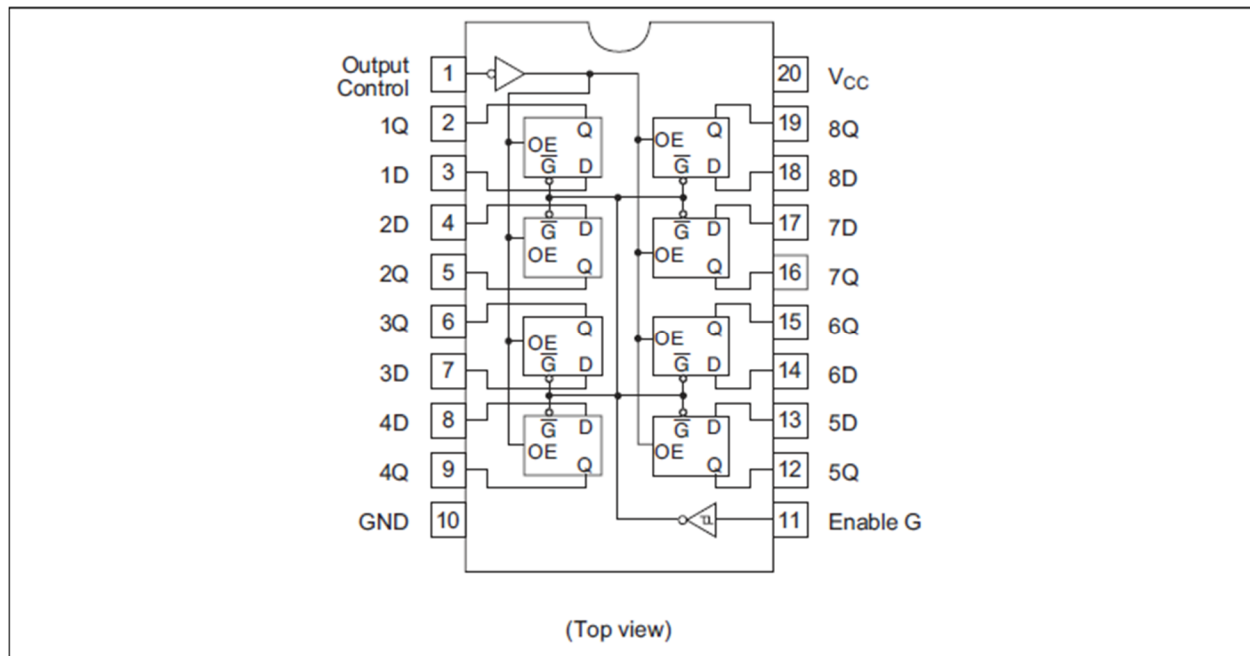 Output
Control 1 20 V_CC
1Q 2 Q Q 19 8Q
OE OE
G̅ D G̅ D
1D 3 18 8D
2D 4 17 7D
G̅ D G̅ D
OE OE
2Q 5 Q Q 16 7Q
3Q 6 Q Q 15 6Q
OE OE
G̅ D G̅ D
3D 7 14 6D
4D 8 13 5D
G̅ D G̅ D
OE OE
4Q 9 Q Q 12 5Q
GND 10 11 Enable G
(Top view)